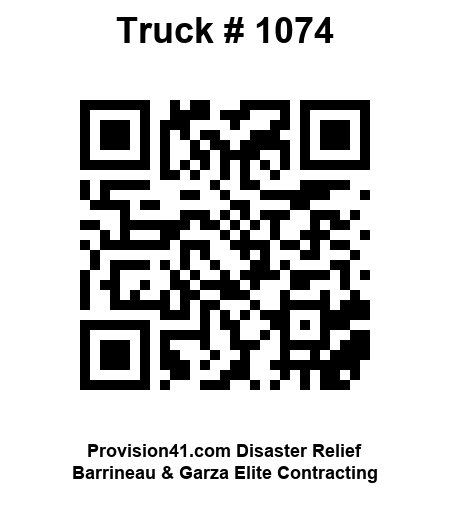 Truck # 1074
Provision41.com Disaster Relief
Barrineau & Garza Elite Contracting